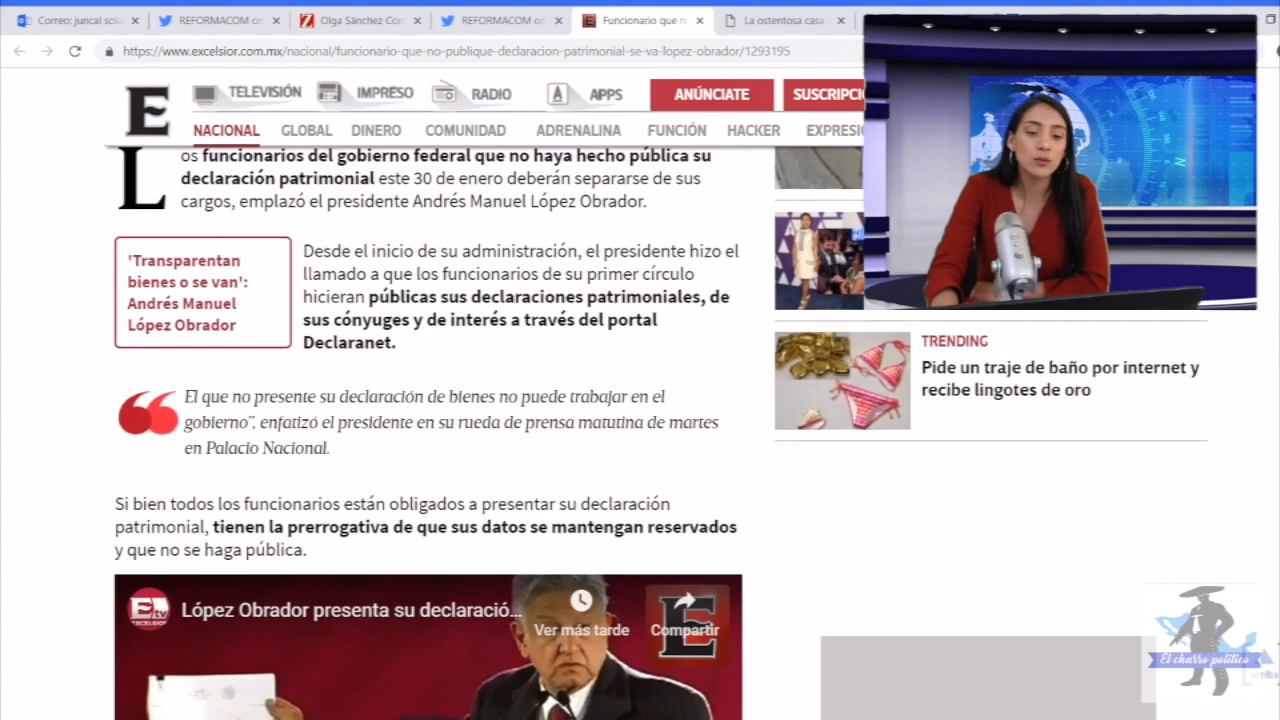 Correo: juncal sola
REFORMACOM on
Olga Sánchez Cor
REFORMACOM on
Funcionario que n
La ostentosa casa
https://www.excelsior.com.mx/nacional/funcionario-que-no-publique-declaracion-patrimonial-se-va-lopez-obrador/1293195
E TELEVISIÓN IMPRESO RADIO APPS ANÚNCIATE SUSCRIPCI
NACIONAL GLOBAL DINERO COMUNIDAD ADRENALINA FUNCIÓN HACKER EXPRESI
Los funcionarios del gobierno federal que no haya hecho pública su
declaración patrimonial este 30 de enero deberán separarse de sus
cargos, emplazó el presidente Andrés Manuel López Obrador.
'Transparentan
bienes o se van':
Andrés Manuel
López Obrador
Desde el inicio de su administración, el presidente hizo el
llamado a que los funcionarios de su primer círculo
hicieran públicas sus declaraciones patrimoniales, de
sus cónyuges y de interés a través del portal
Declaranet.
El que no presente su declaración de bienes no puede trabajar en el
gobierno", enfatizó el presidente en su rueda de prensa matutina de martes
en Palacio Nacional.
Si bien todos los funcionarios están obligados a presentar su declaración
patrimonial, tienen la prerrogativa de que sus datos se mantengan reservados
y que no se haga pública.
López Obrador presenta su declaració...
Ver más tarde
Compartir
TRENDING
Pide un traje de baño por internet y
recibe lingotes de oro
El charro político